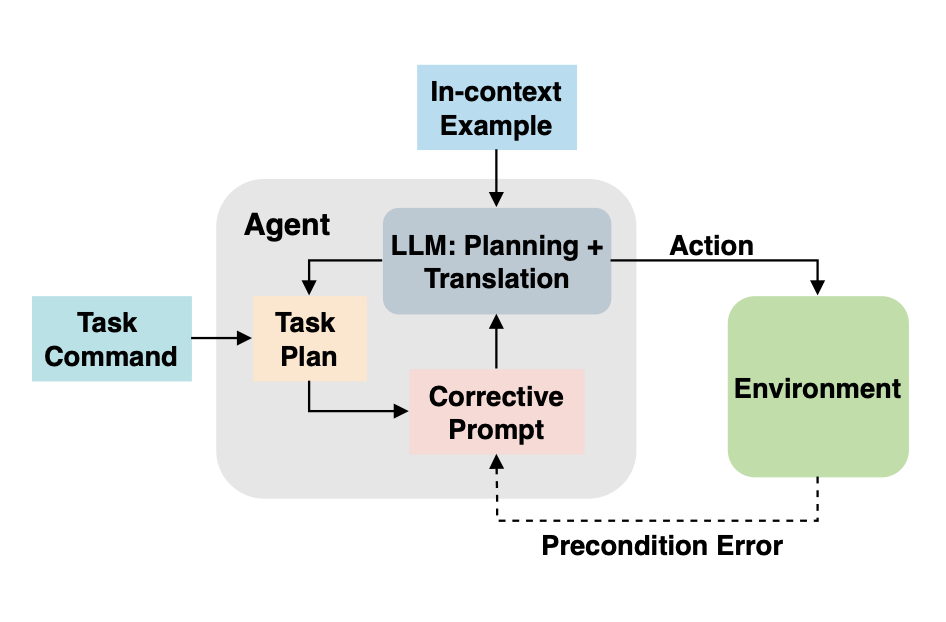 In-context
Example
Agent
LLM: Planning +
Translation
Action
Task
Command
Task
Plan
Environment
Corrective
Prompt
Precondition Error